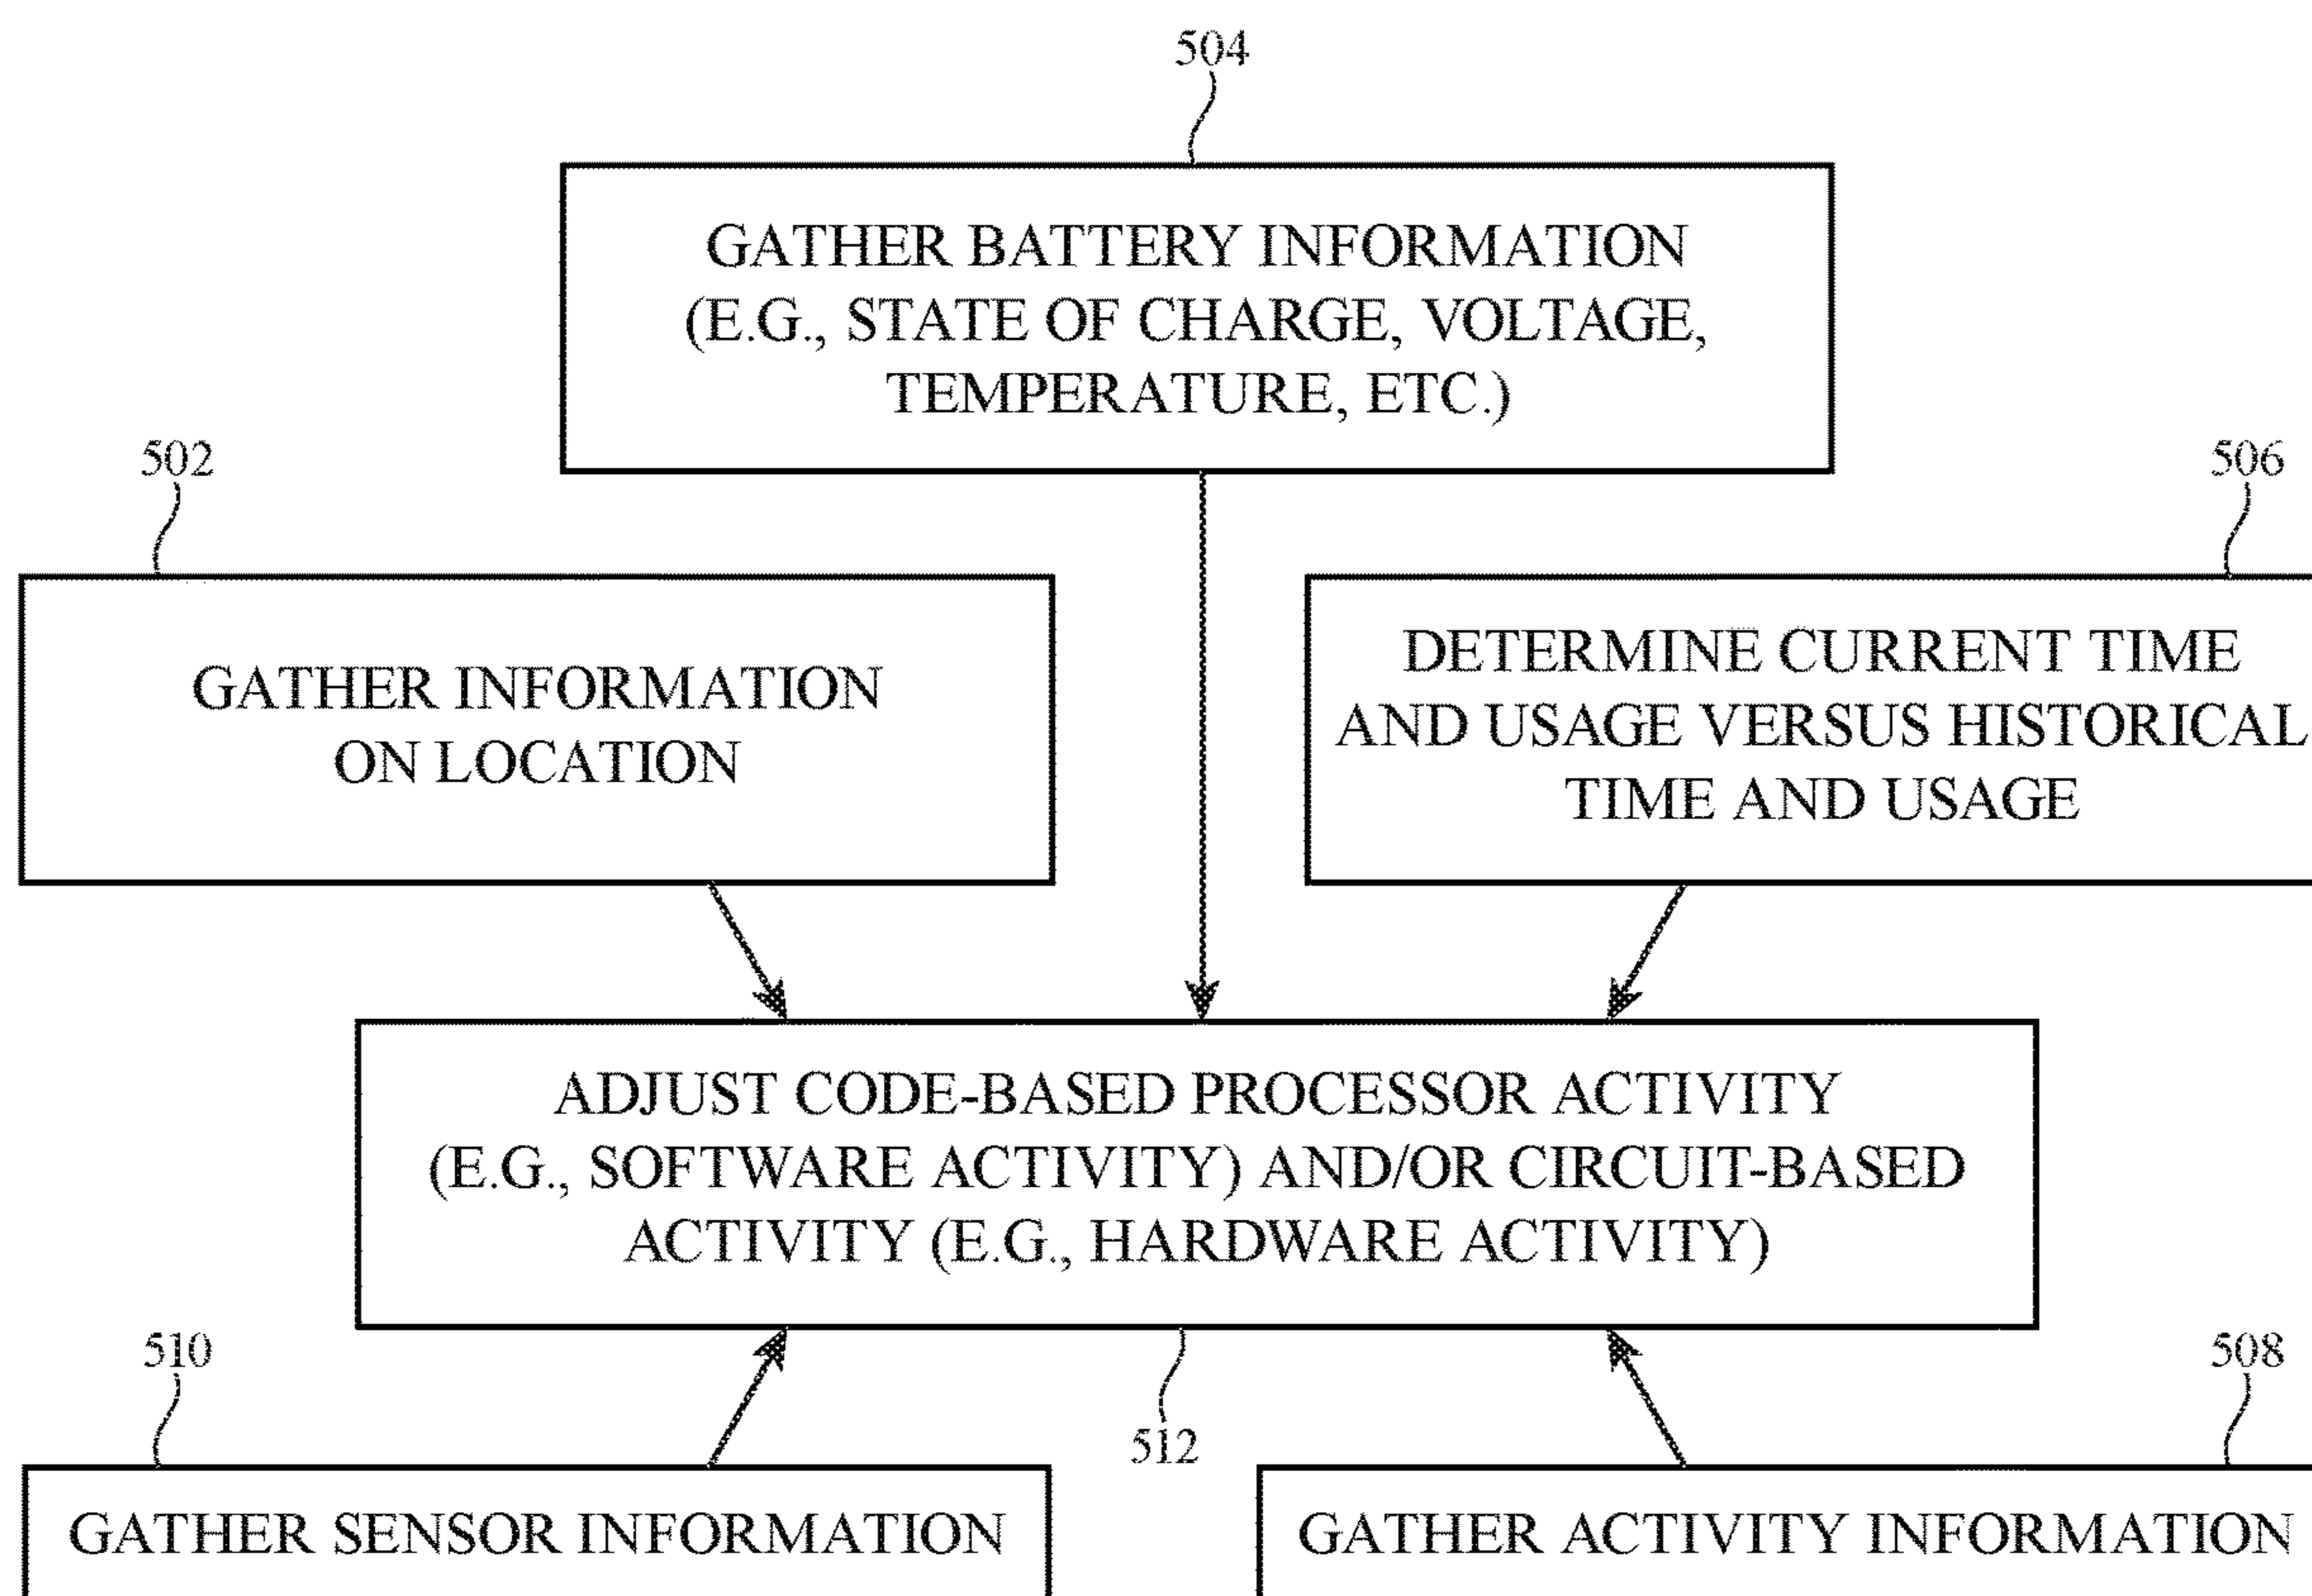 504
GATHER BATTERY INFORMATION
(E.G., STATE OF CHARGE, VOLTAGE,
TEMPERATURE, ETC.)
502
506
GATHER INFORMATION
ON LOCATION
DETERMINE CURRENT TIME
AND USAGE VERSUS HISTORICAL
TIME AND USAGE
ADJUST CODE-BASED PROCESSOR ACTIVITY
(E.G., SOFTWARE ACTIVITY) AND/OR CIRCUIT-BASED
ACTIVITY (E.G., HARDWARE ACTIVITY)
510
508
512
GATHER SENSOR INFORMATION
GATHER ACTIVITY INFORMATION